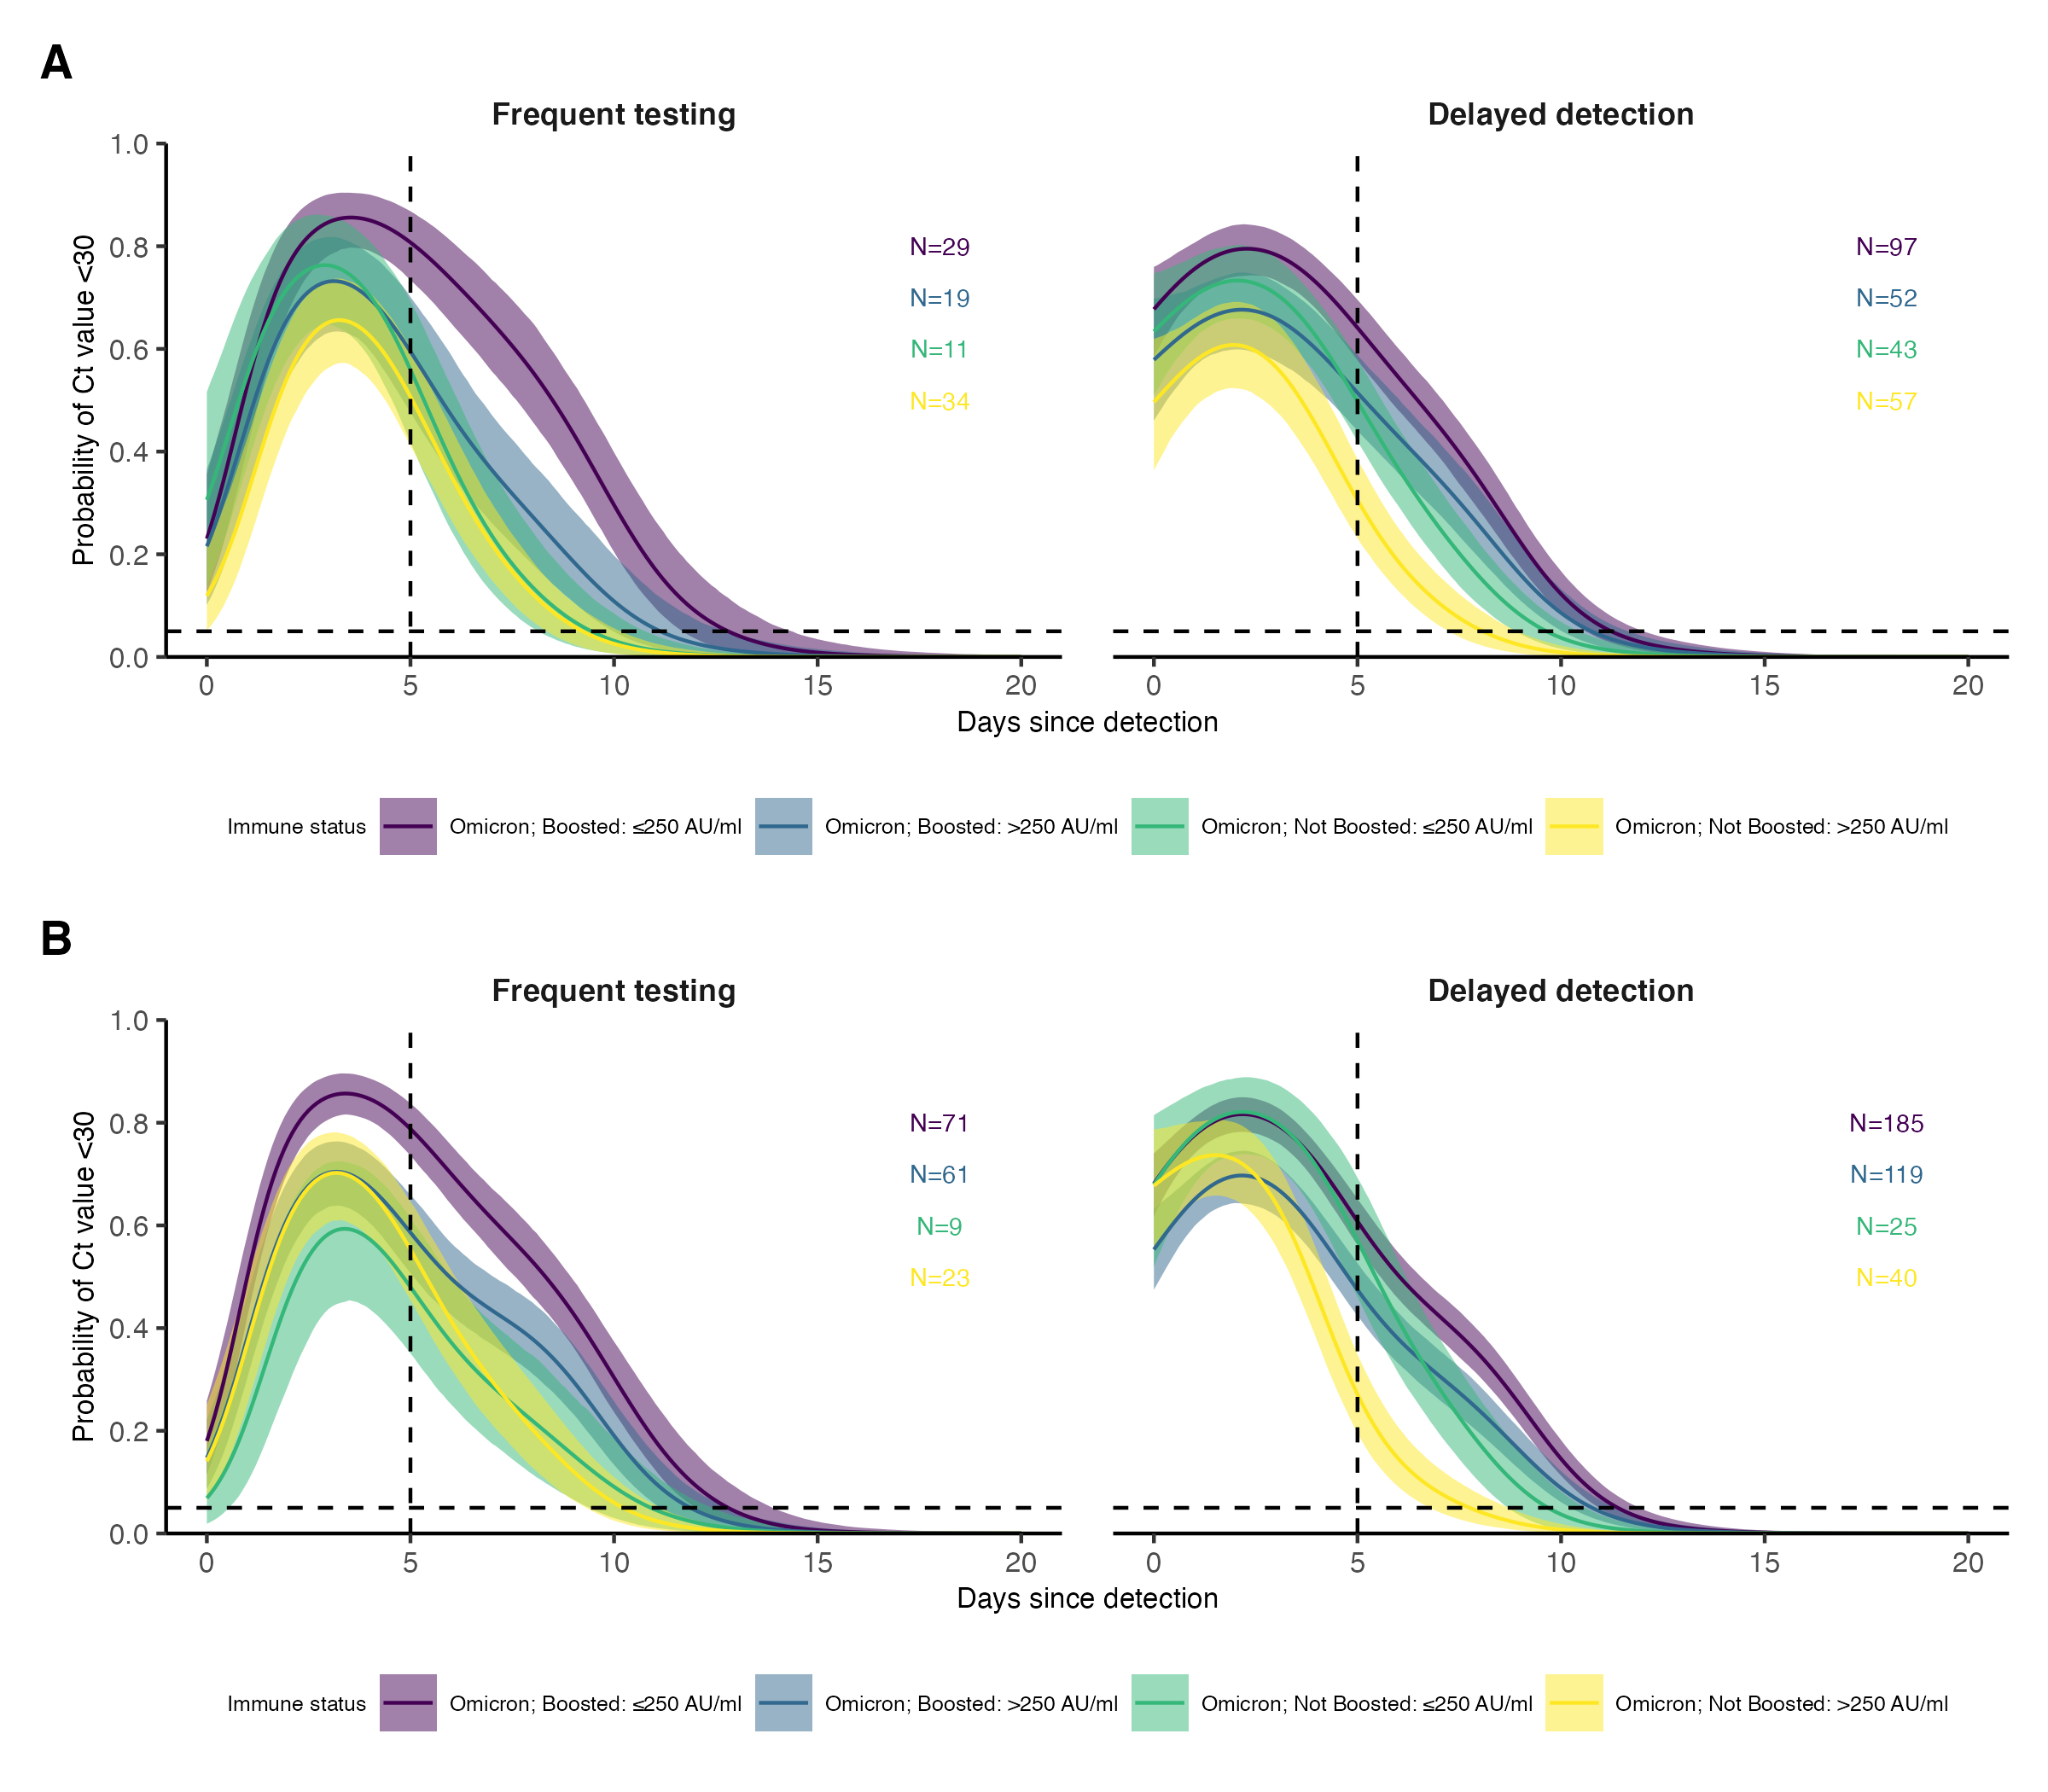 A
Frequent testing
Delayed detection
Probability of Ct value <30
1.0
0.8
0.6
0.4
0.2
0.0
N=29
N=19
N=11
N=34
N=97
N=52
N=43
N=57
0 5 10 15 20
0 5 10 15 20
Days since detection
Immune status Omicron; Boosted: ≤250 AU/ml Omicron; Boosted: >250 AU/ml Omicron; Not Boosted: ≤250 AU/ml Omicron; Not Boosted: >250 AU/ml
B
Frequent testing
Delayed detection
Probability of Ct value <30
1.0
0.8
0.6
0.4
0.2
0.0
N=71
N=61
N=9
N=23
N=185
N=119
N=25
N=40
0 5 10 15 20
0 5 10 15 20
Days since detection
Immune status Omicron; Boosted: ≤250 AU/ml Omicron; Boosted: >250 AU/ml Omicron; Not Boosted: ≤250 AU/ml Omicron; Not Boosted: >250 AU/ml